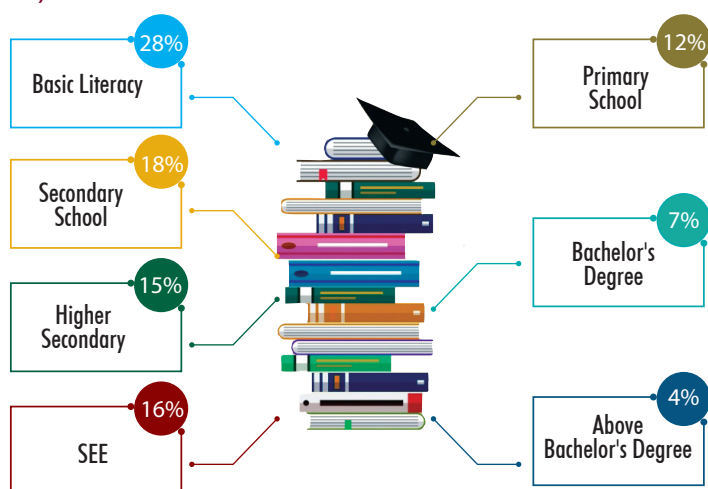 28%
Basic Literacy
18%
Secondary
School
15%
Higher
Secondary
16%
SEE
12%
Primary
School
7%
Bachelor's
Degree
4%
Above
Bachelor's Degree